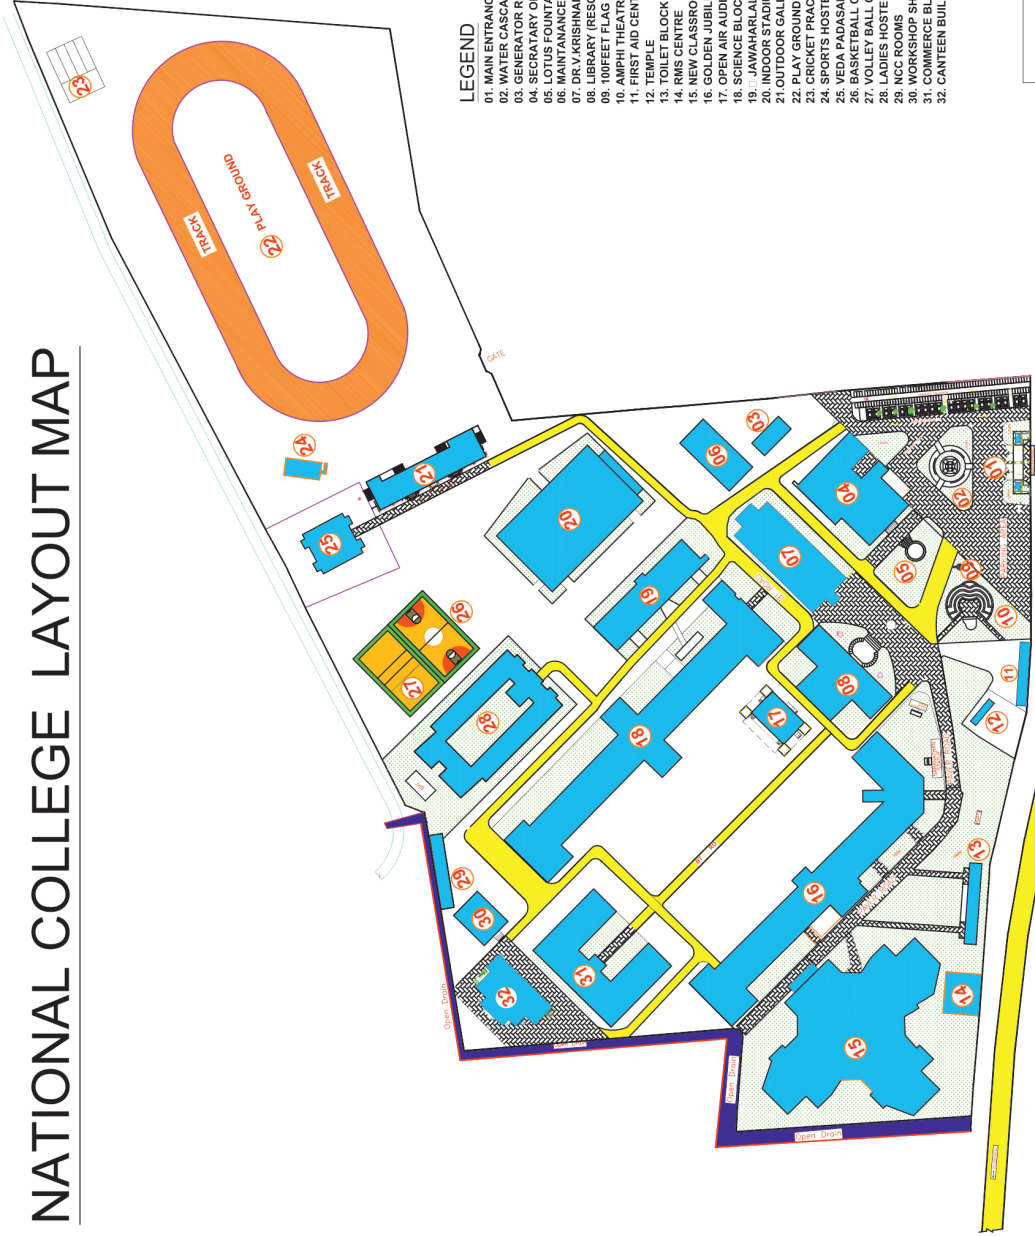 NATIONAL COLLEGE LAYOUT MAP
LEGEND
01. MAIN ENTRANC
02. WATER CASCA
03. GENERATOR R
04. SECRATARY O
05. LOTUS FOUNTA
06. MAINTANANCE
07. DR.V.KRISHNA
08. LIBRARY (RESO
09. 100FEET FLAG
10. AMPHI THEATR
11. FIRST AID CENT
12. TEMPLE
13. TOILET BLOCK
14. RMS CENTRE
15. NEW CLASSRO
16. GOLDEN JUBIL
17. OPEN AIR AUDI
18. SCIENCE BLOC
19. JAWAHARLAL
20. INDOOR STADI
21.OUTDOOR GALL
22. PLAY GROUND
23. CRICKET PRAC
24. SPORTS HOSTE
25. VEDA PADASA
26. BASKETBALL C
27. VOLLEY BALL C
28. LADIES HOSTE
29. NCC ROOMS
30. WORKSHOP SH
31. COMMERCE BL
32. CANTEEN BUIL
23
TRACK
22 PLAY GROUND
TRACK
GATE
24
21
25
26
27
28
20
19
18
17
06
03
04
07
08
05
02
01
09
10
11
12
13
14
15
16
29
30
31
32
Open Drain
Open Drain
Open Drain